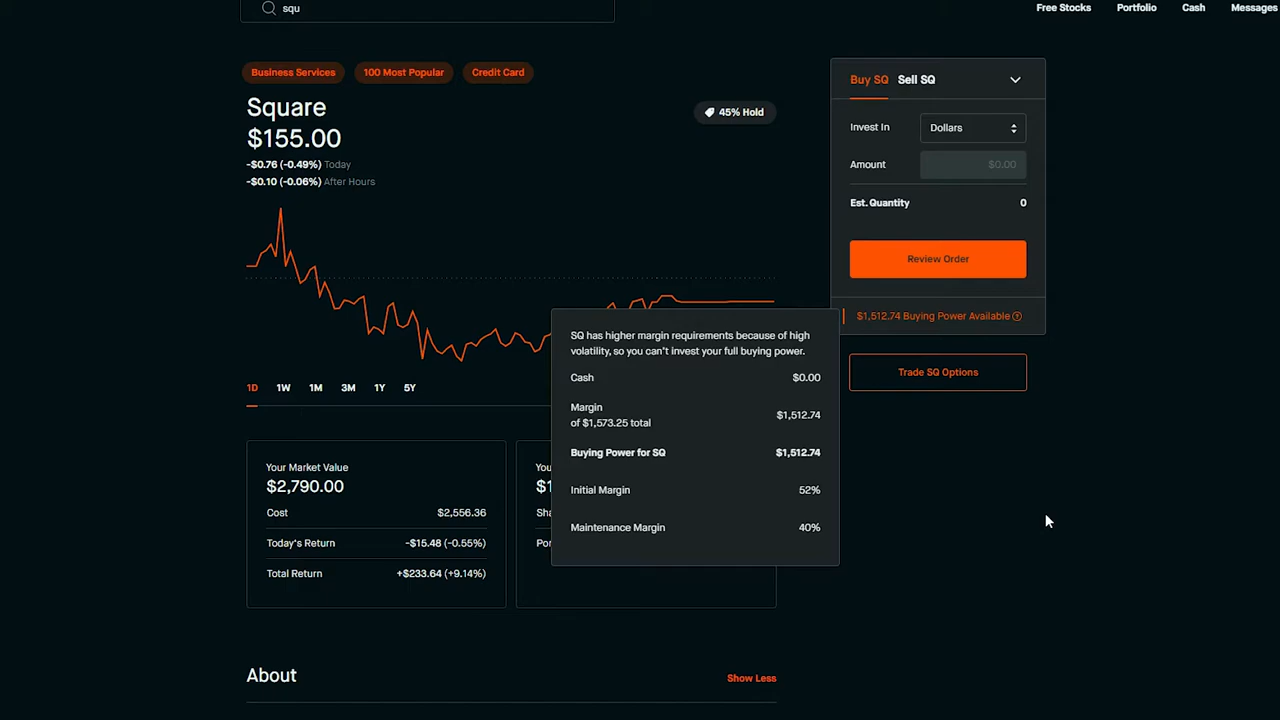 squ
Free Stocks Portfolio Cash Messages
Business Services 100 Most Popular Credit Card
Square
$155.00
45% Hold
-$0.76 (-0.49%) Today
-$0.10 (-0.06%) After Hours
1D 1W 1M 3M 1Y 5Y
Buy SQ Sell SQ
Invest In Dollars
Amount $0.00
Est. Quantity 0
Review Order
$1,512.74 Buying Power Available
Trade SQ Options
SQ has higher margin requirements because of high
volatility, so you can't invest your full buying power.
Cash $0.00
Margin
of $1,573.25 total $1,512.74
Buying Power for SQ $1,512.74
Initial Margin 52%
Maintenance Margin 40%
Your Market Value
$2,790.00
Cost $2,556.36
Today's Return -$15.48 (-0.55%)
Total Return +$233.64 (+9.14%)
About
Show Less